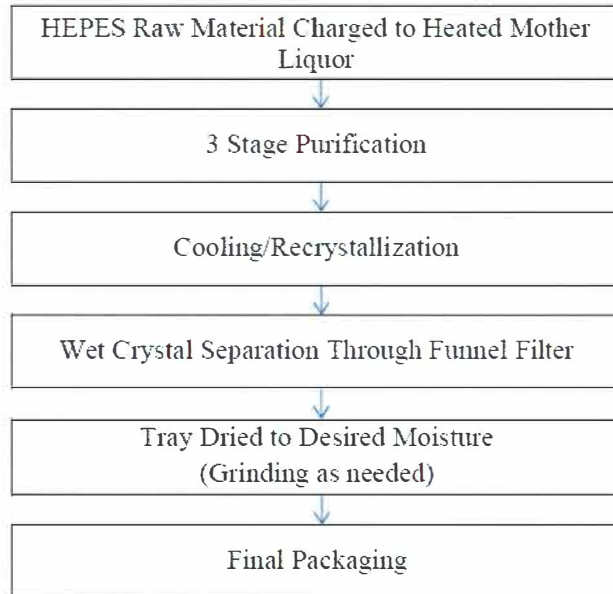 HEPES Raw Material Charged to Heated Mother
Liquor
3 Stage Purification
Cooling/Recrystallization
Wet Crystal Separation Through Funnel Filter
Tray Dried to Desired Moisture
(Grinding as needed)
Final Packaging